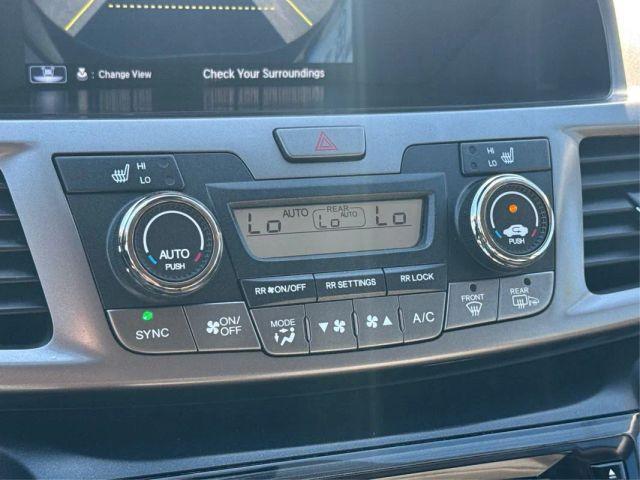 : Change View
Check Your Surroundings
HI
LO
HI
LO
AUTO
REAR
AUTO
Lo
Lo
Lo
AUTO
PUSH
PUSH
RR ON/OFF
RR SETTINGS
RR LOCK
SYNC
ON/
OFF
MODE
A/C
FRONT
REAR